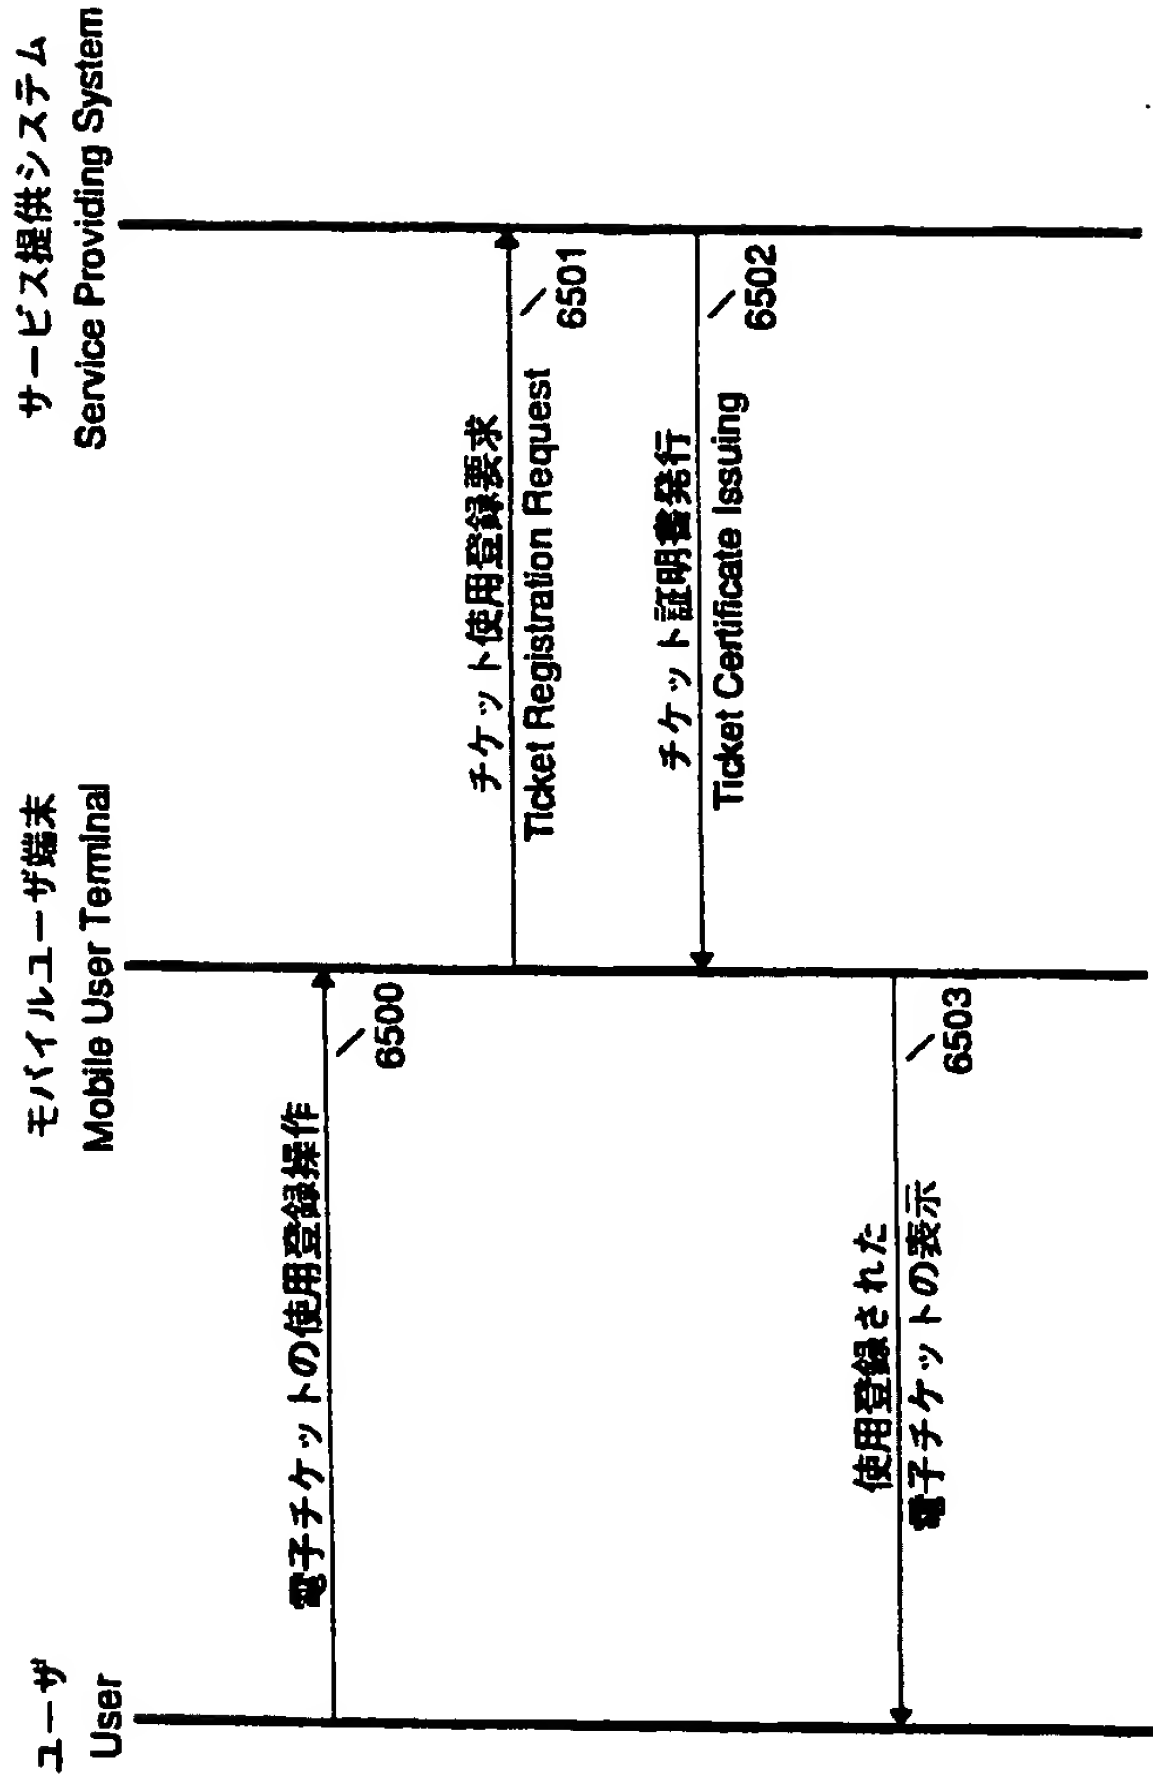 ユーザ
User
モバイルユーザ端末
Mobile User Teminal
サービス提供システム
Service Providing System
電子チケットの使用登録操作
6500
チケット使用登録要求
6501
Ticket Registration Request
チケット証明書発行
6502
Ticket Certificate Issuing
使用登録された
電子チケットの表示
6503